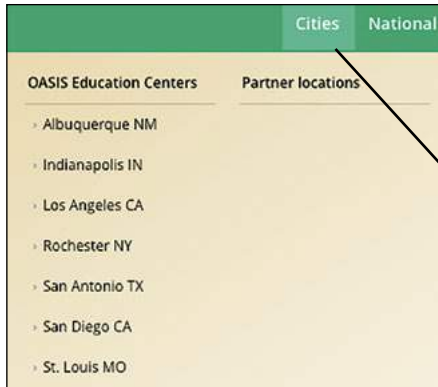 Cities National
OASIS Education Centers
Partner locations
Albuquerque NM
Indianapolis IN
Los Angeles CA
Rochester NY
San Antonio TX
San Diego CA
St. Louis MO